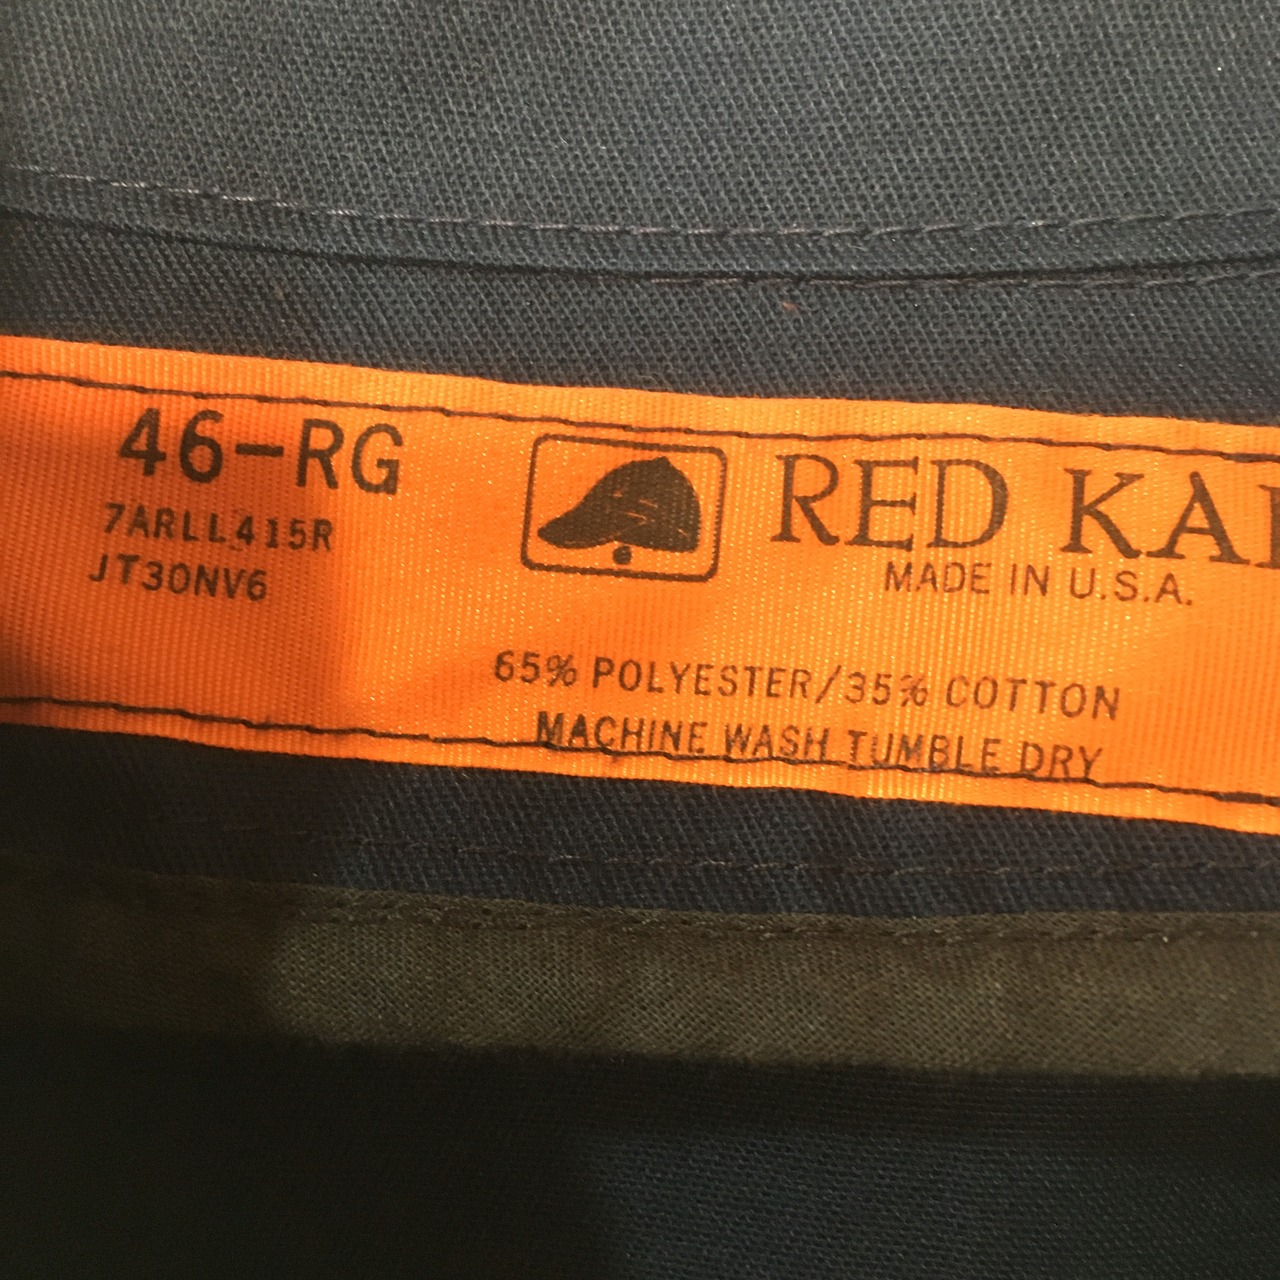 46-RG
7ARLL415R
JT30NV6
RED KA
MADE IN U.S.A.
65% POLYESTER/35% COTTON
MACHINE WASH TUMBLE DRY